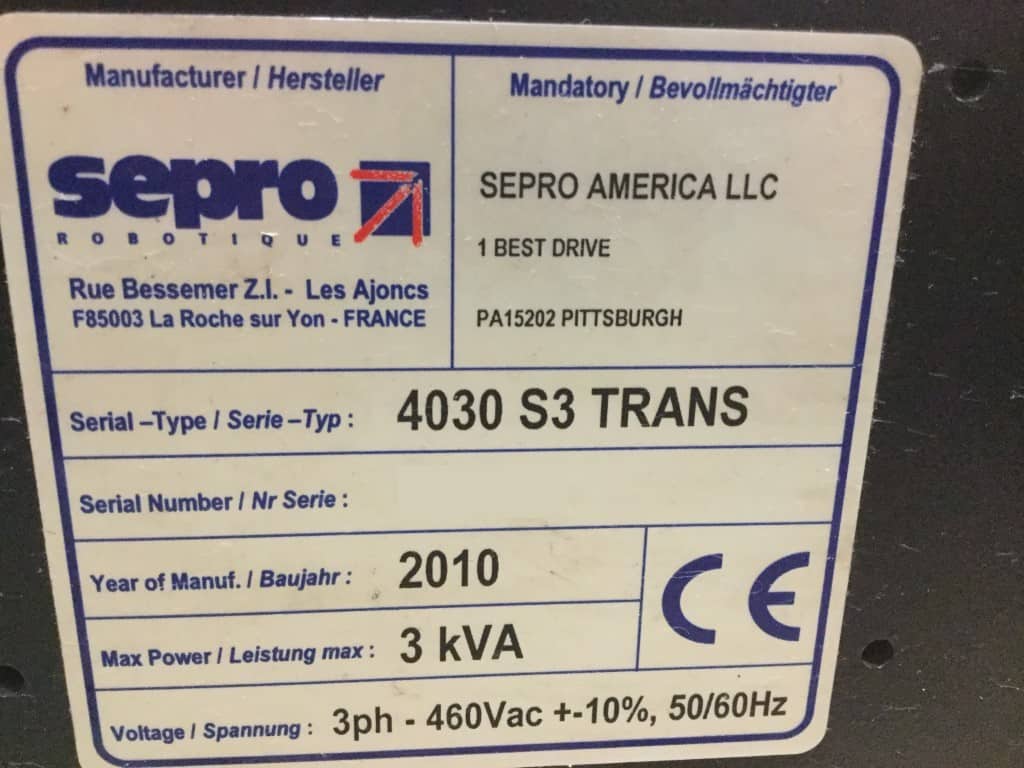 Manufacturer / Hersteller
sepro
ROBOTIQUE
Rue Bessemer Z.I. - Les Ajoncs
F85003 La Roche sur Yon - FRANCE
Mandatory / Bevollmächtigter
SEPRO AMERICA LLC
1 BEST DRIVE
PA15202 PITTSBURGH
Serial –Type / Serie –Typ : 4030 S3 TRANS
Serial Number / Nr Serie :
Year of Manuf. / Baujahr : 2010
Max Power / Leistung max : 3 kVA
CE
Voltage / Spannung : 3ph - 460Vac +-10%, 50/60Hz